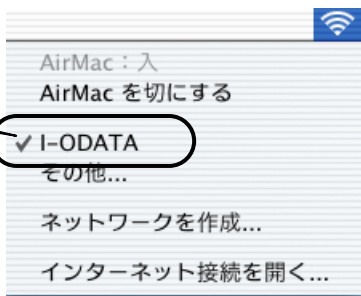 AirMac：入
AirMac を切にする
I-ODATA
その他...
ネットワークを作成...
インターネット接続を開く...